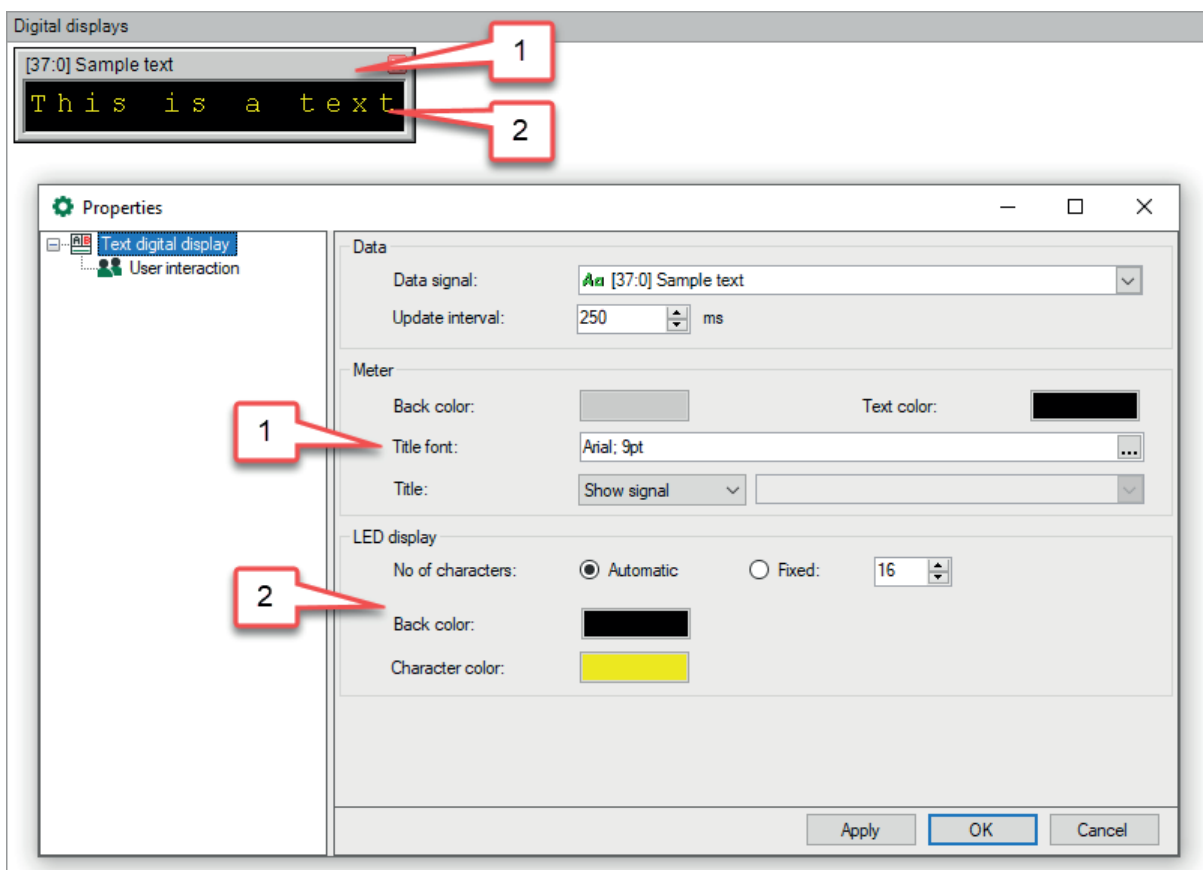 Digital displays
1
[37:0] Sample text
This is a text
2
Properties
Text digital display
User interaction
Data
Data signal: Aa [37:0] Sample text
Update interval: 250 ms
Meter
Back color: Text color:
1
Title font: Arial; 9pt ...
Title: Show signal
LED display
No of characters: Automatic Fixed: 16
2
Back color:
Character color:
Apply OK Cancel